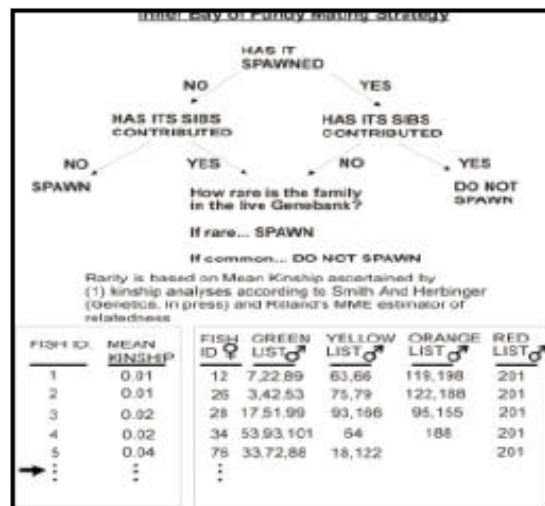 Inner Bay of Fundy Mating Strategy
HAS IT
SPAWNED
NO YES
HAS ITS SIBS HAS ITS SIBS
CONTRIBUTED CONTRIBUTED
NO YES NO YES
SPAWN DO NOT
SPAWN
How rare is the family
in the live Genebank?
If rare... SPAWN
If common... DO NOT SPAWN
Rarity is based on Mean Kinship ascertained by
(1) kinship analyses according to Smith And Herbinger
(Genetics, in press) and Ritland's MME estimator of
relatedness
FISH ID. MEAN
KINSHIP
1 0.01
2 0.01
3 0.02
4 0.02
5 0.04
FISH GREEN YELLOW ORANGE RED
ID ♀ LIST♂ LIST♂ LIST♂ LIST♂
12 7,22,89 63,66 119,198 201
26 3,42,53 75,79 122,188 201
28 17,51,99 93,166 95,155 201
34 53,93,101 54 188 201
76 33,72,88 18,122 201